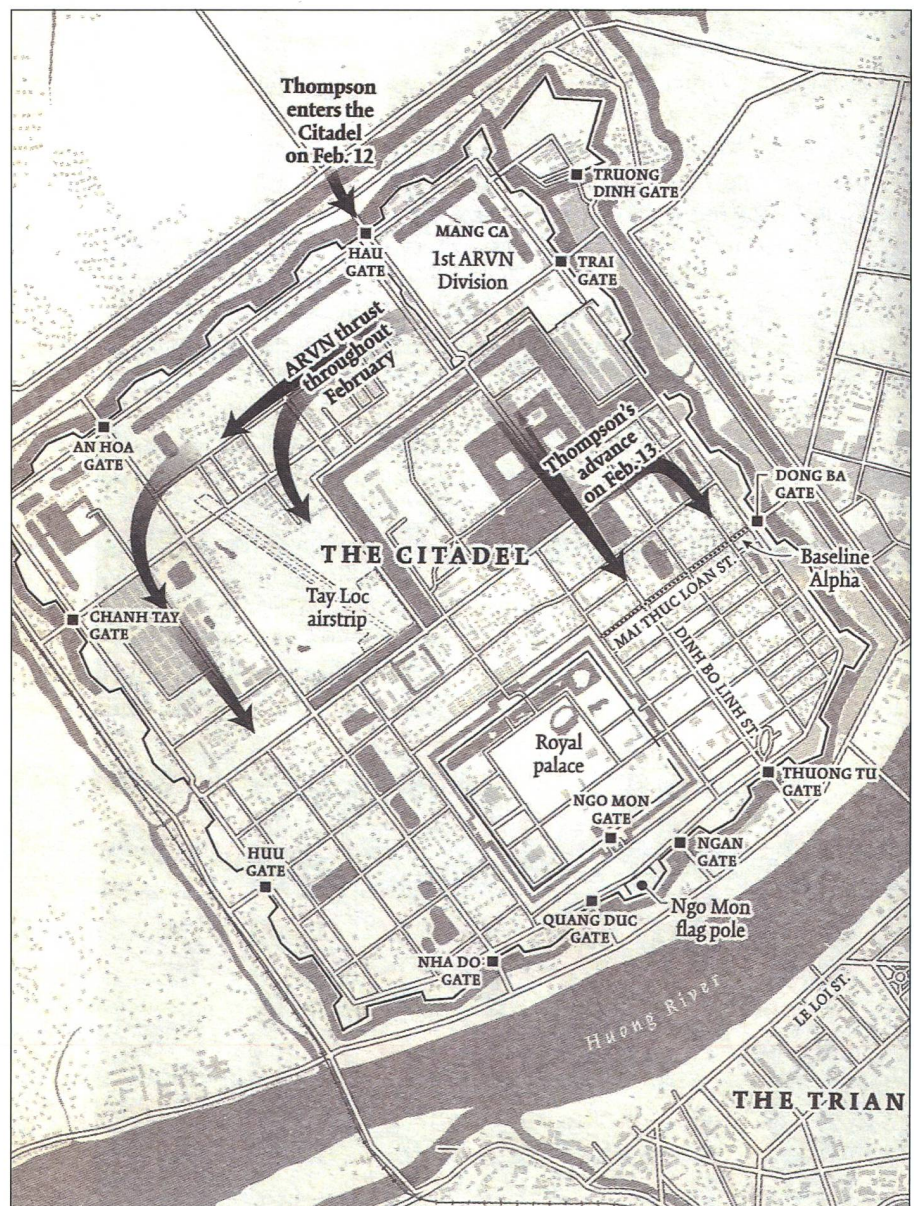 Thompson
enters the
Citadel
on Feb. 12
TRUONG
DINH GATE
HAU
GATE
MANG CA
1st ARVN
Division
TRAI
GATE
ARVN thrust
throughout
February
AN HOA
GATE
Thompson's
advance
on Feb. 13
DONG BA
GATE
Baseline
Alpha
THE CITADEL
Tay Loc
airstrip
MAI THUC LOAN ST.
CHANH TAY
GATE
DINH BO LINH ST.
Royal
palace
THUONG TU
GATE
NGO MON
GATE
NGAN
GATE
HUU
GATE
QUANG DUC
GATE
Ngo Mon
flag pole
NHA DO
GATE
Huong River
LE LOI ST.
THE TRIAN